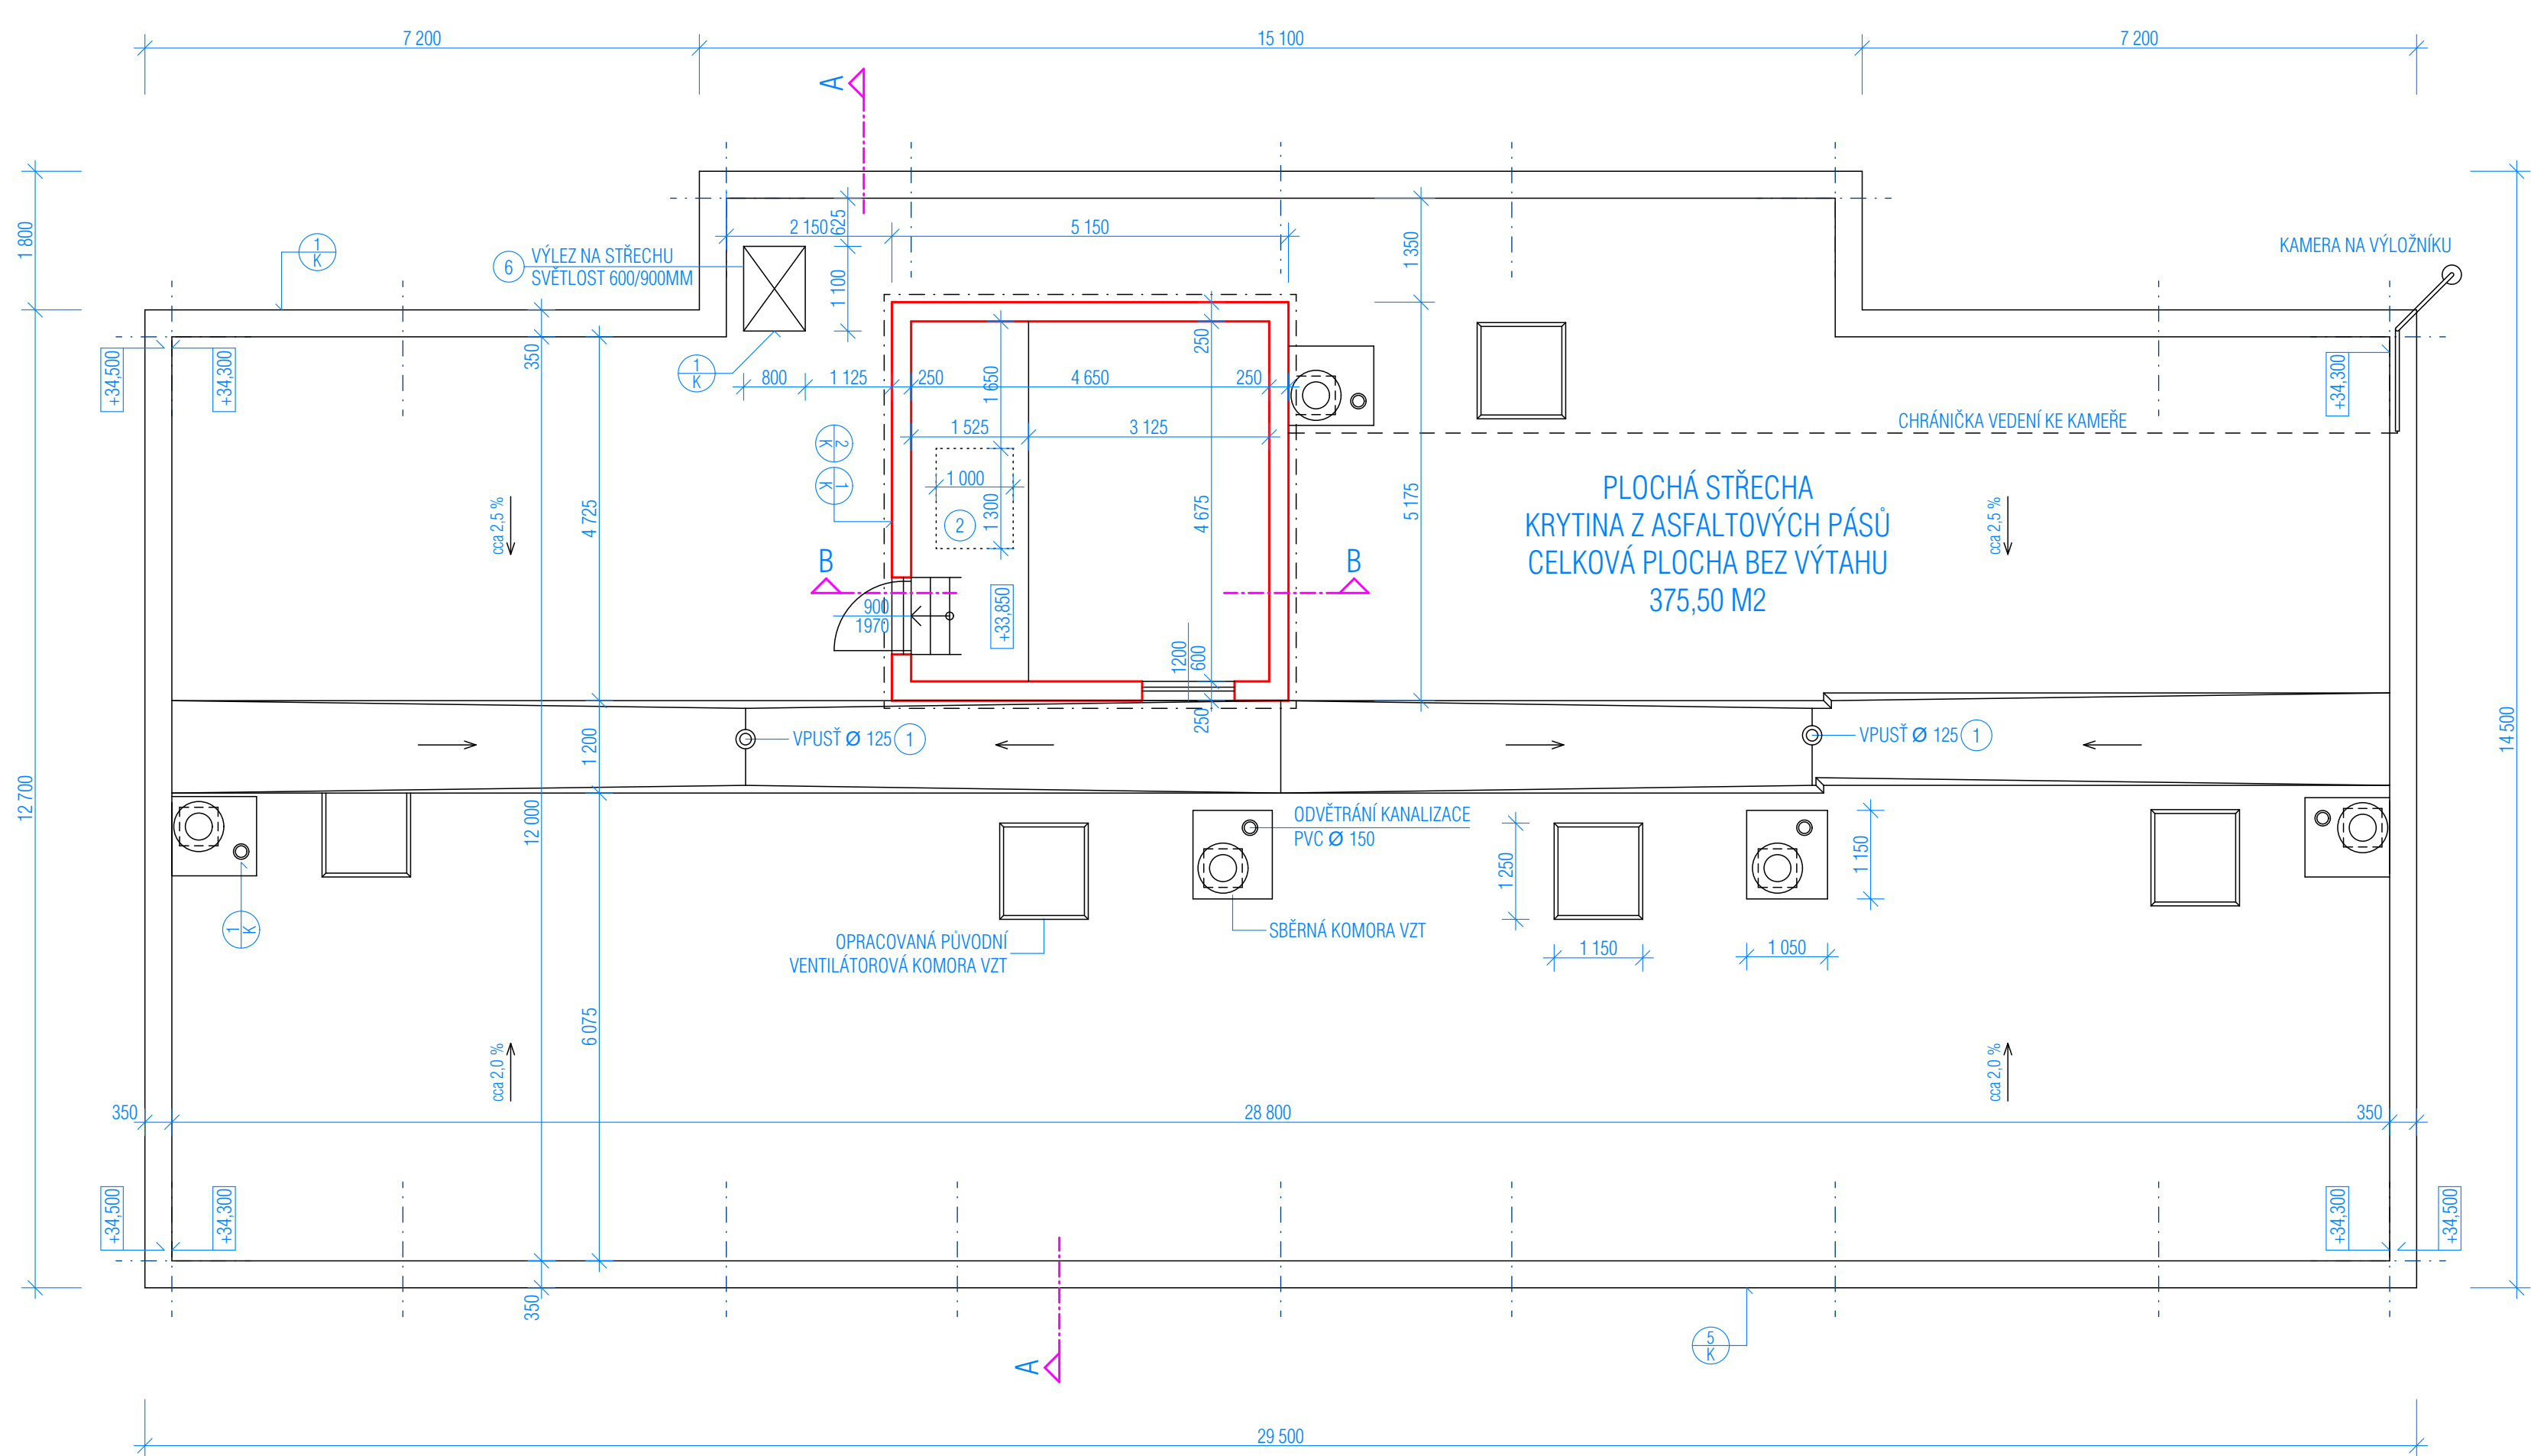 7 200
15 100
7 200
A
1 800
12 700
14 500
1
K
6
VÝLEZ NA STŘECHU
SVĚTLOST 600/900MM
2 150
625
5 150
1 350
1 100
KAMERA NA VÝLOŽNÍKU
+34,500
+34,300
350
250
+34,300
1
K
800
1 125
250
1 650
4 650
250
CHRÁNIČKA VEDENÍ KE KAMEŘE
2
K
1
K
1 525
3 125
1 000
1 300
2
4 675
5 175
4 725
cca 2,5 %
cca 2,5 %
PLOCHÁ STŘECHA
KRYTINA Z ASFALTOVÝCH PÁSŮ
CELKOVÁ PLOCHA BEZ VÝTAHU
375,50 M2
B
B
900
1970
+33,850
1200
600
250
1 200
VPUSŤ Ø 125
1
VPUSŤ Ø 125
1
12 000
ODVĚTRÁNÍ KANALIZACE
PVC Ø 150
1 250
1 150
1
K
SBĚRNÁ KOMORA VZT
OPRACOVANÁ PŮVODNÍ
VENTILÁTOROVÁ KOMORA VZT
1 150
1 050
6 075
cca 2,0 %
cca 2,0 %
350
28 800
350
+34,500
+34,300
+34,300
+34,500
350
5
K
A
29 500